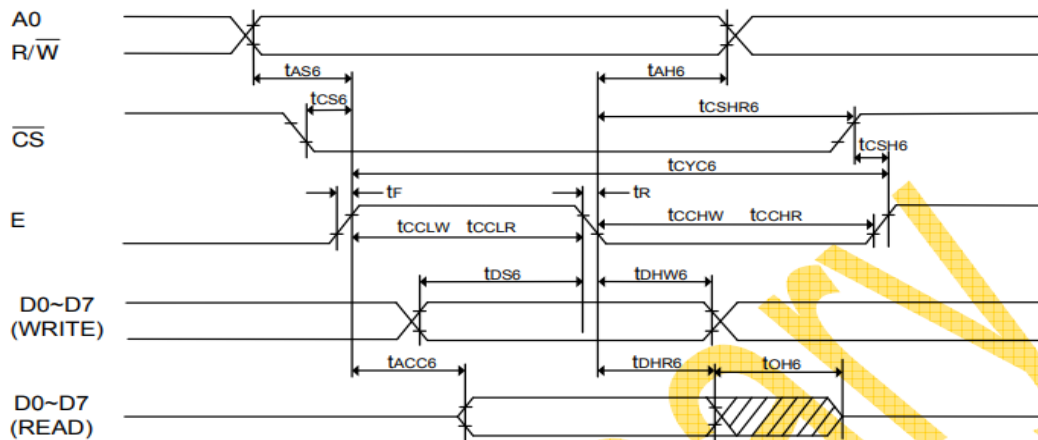 A0
R/W̅
tAS6 tAH6
tCS6 tCSHR6
C̅S̅
tCSH6
tCYC6
tF tR
E
tCCLW tCCLR tCCHW tCCHR
tDS6 tDHW6
D0~D7
(WRITE)
tACC6 tDHR6 tOH6
D0~D7
(READ)